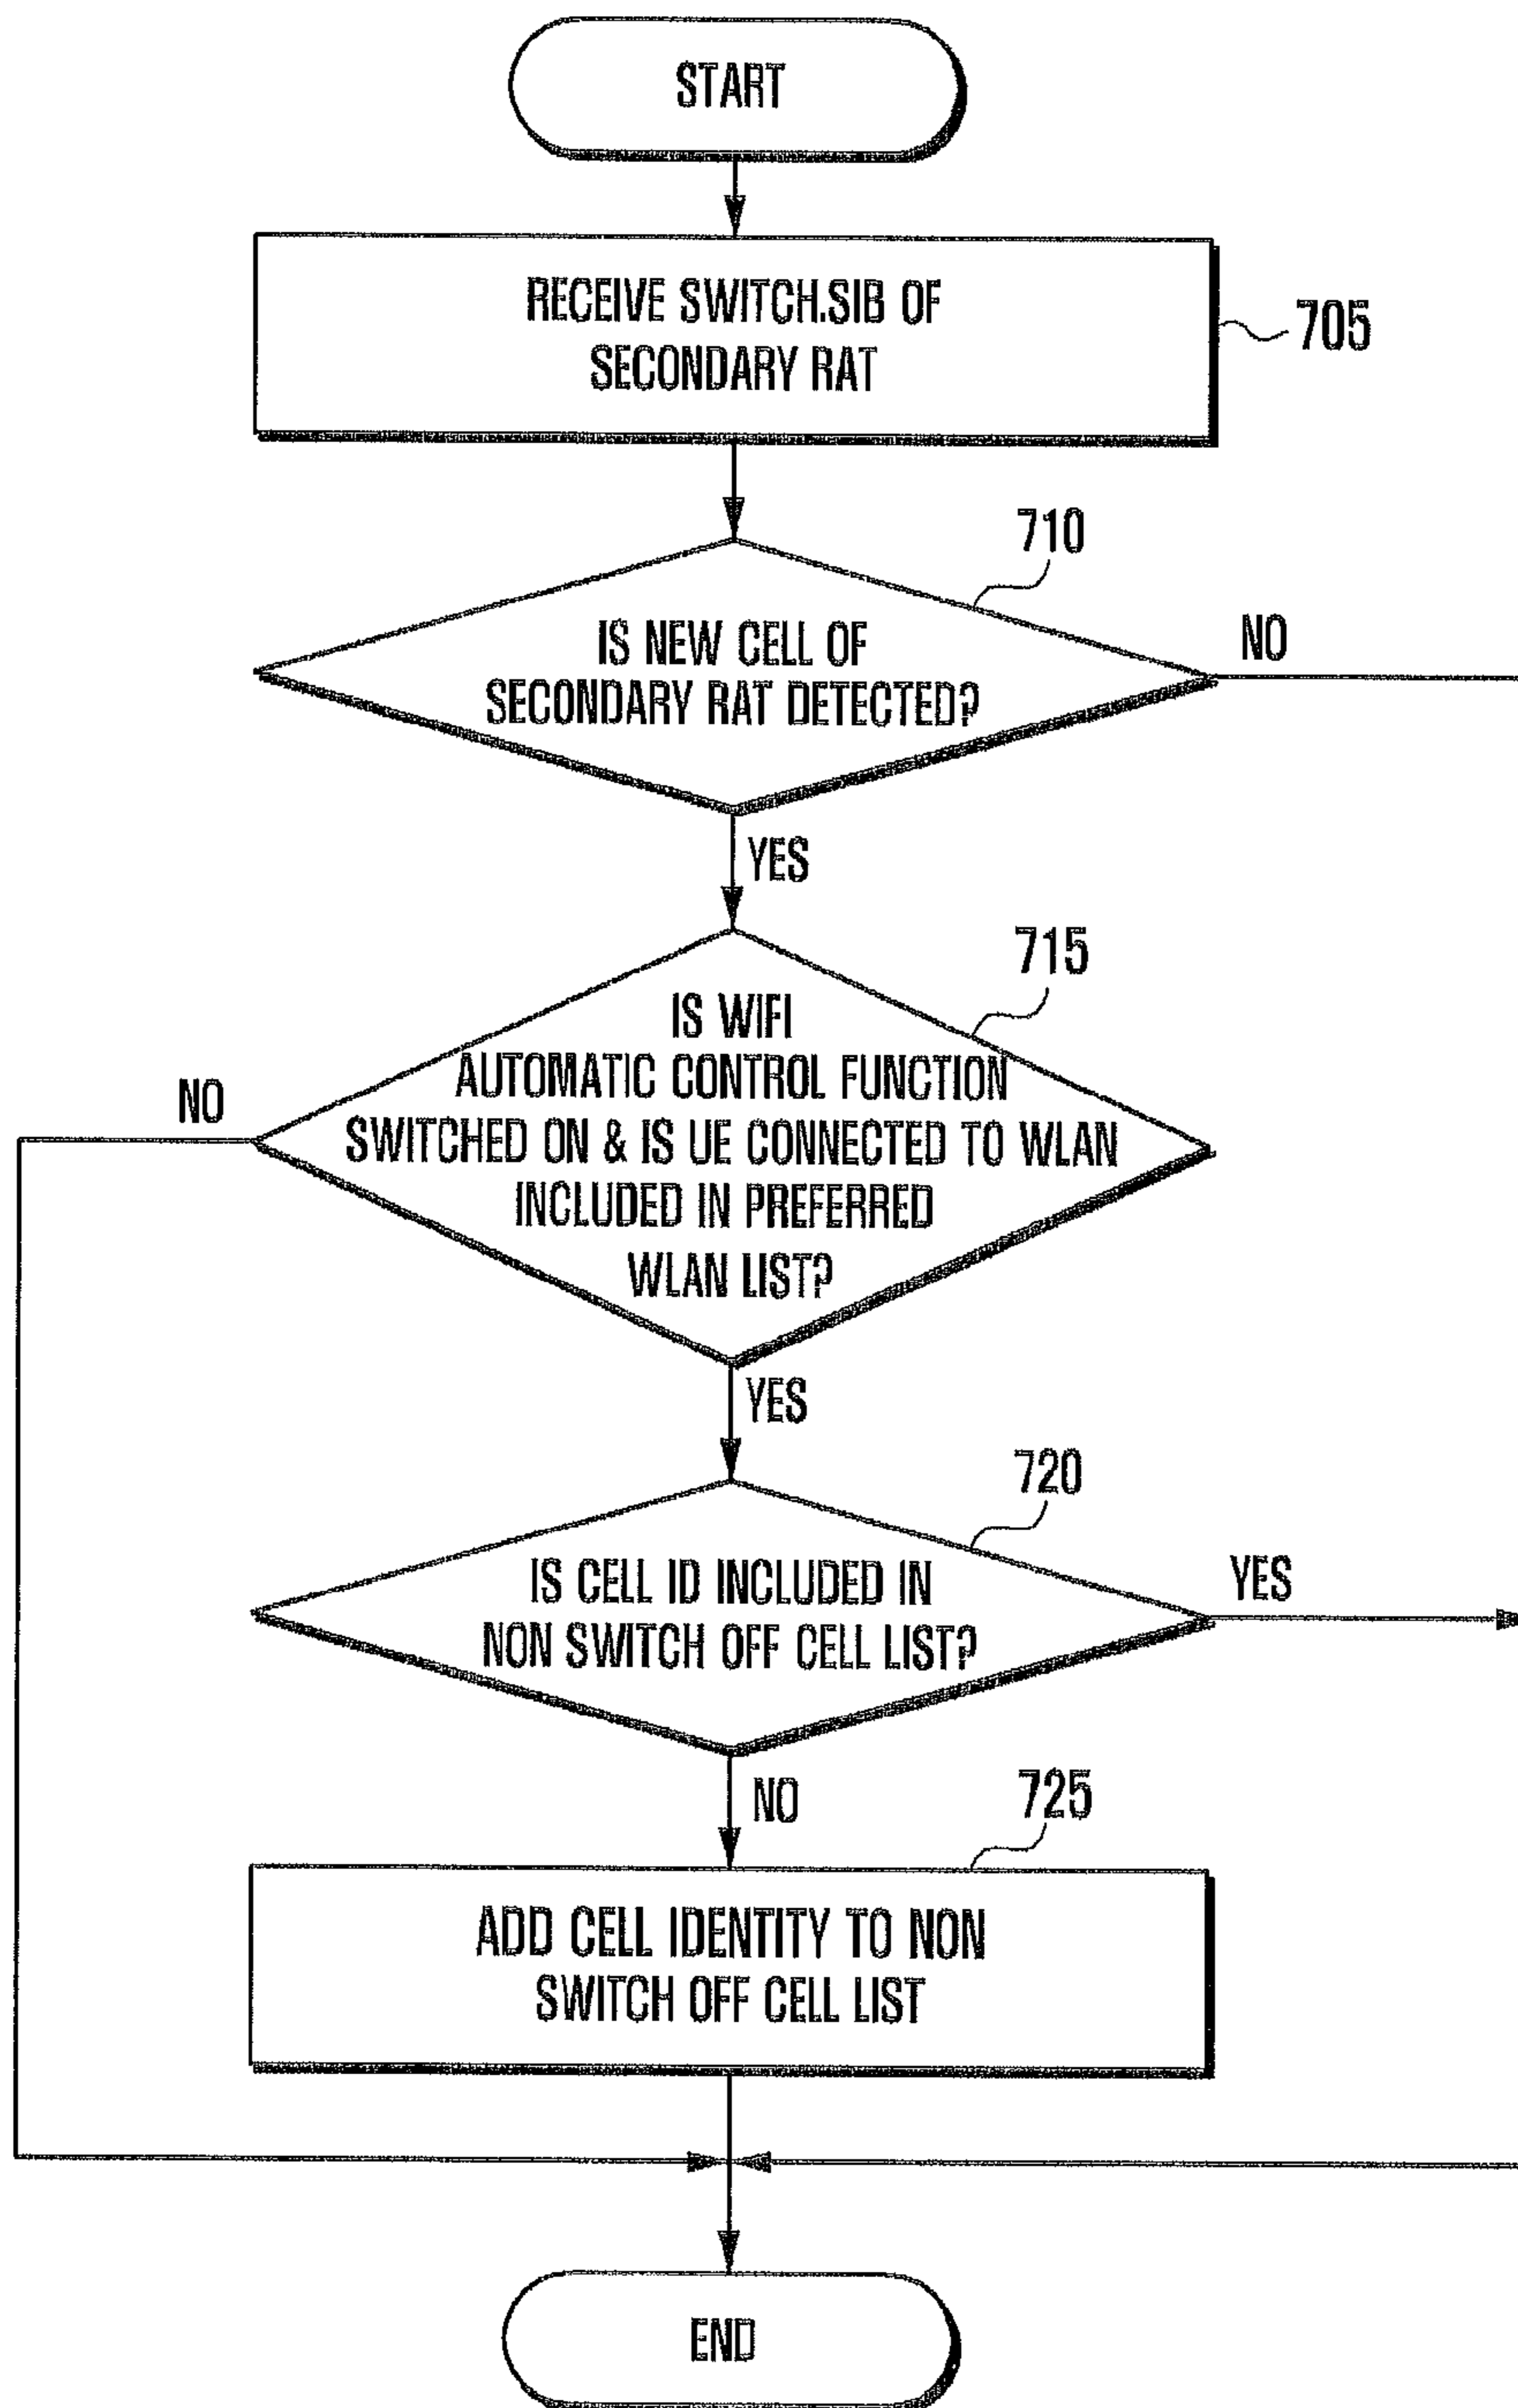 START
RECEIVE SWITCH.SIB OF
SECONDARY RAT
705
710
IS NEW CELL OF
SECONDARY RAT DETECTED?
NO
YES
715
IS WIFI
AUTOMATIC CONTROL FUNCTION
SWITCHED ON & IS UE CONNECTED TO WLAN
INCLUDED IN PREFERRED
WLAN LIST?
NO
YES
720
IS CELL ID INCLUDED IN
NON SWITCH OFF CELL LIST?
YES
NO
725
ADD CELL IDENTITY TO NON
SWITCH OFF CELL LIST
END